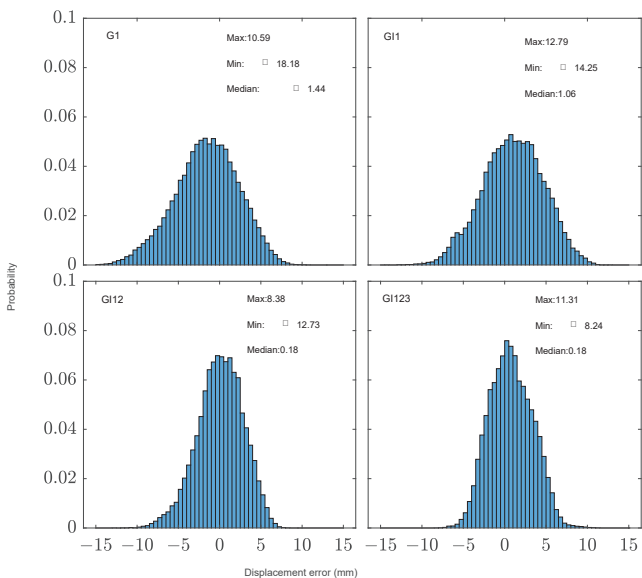 G1
Max:10.59
Min: □ 18.18
Median: □ 1.44
GI1
Max:12.79
Min: □ 14.25
Median:1.06
0.1
0.08
0.06
0.04
0.02
0
Probability
GI12
Max:8.38
Min: □ 12.73
Median:0.18
GI123
Max:11.31
Min: □ 8.24
Median:0.18
0.1
0.08
0.06
0.04
0.02
0
−15 −10 −5 0 5 10 15
−15 −10 −5 0 5 10 15
Displacement error (mm)